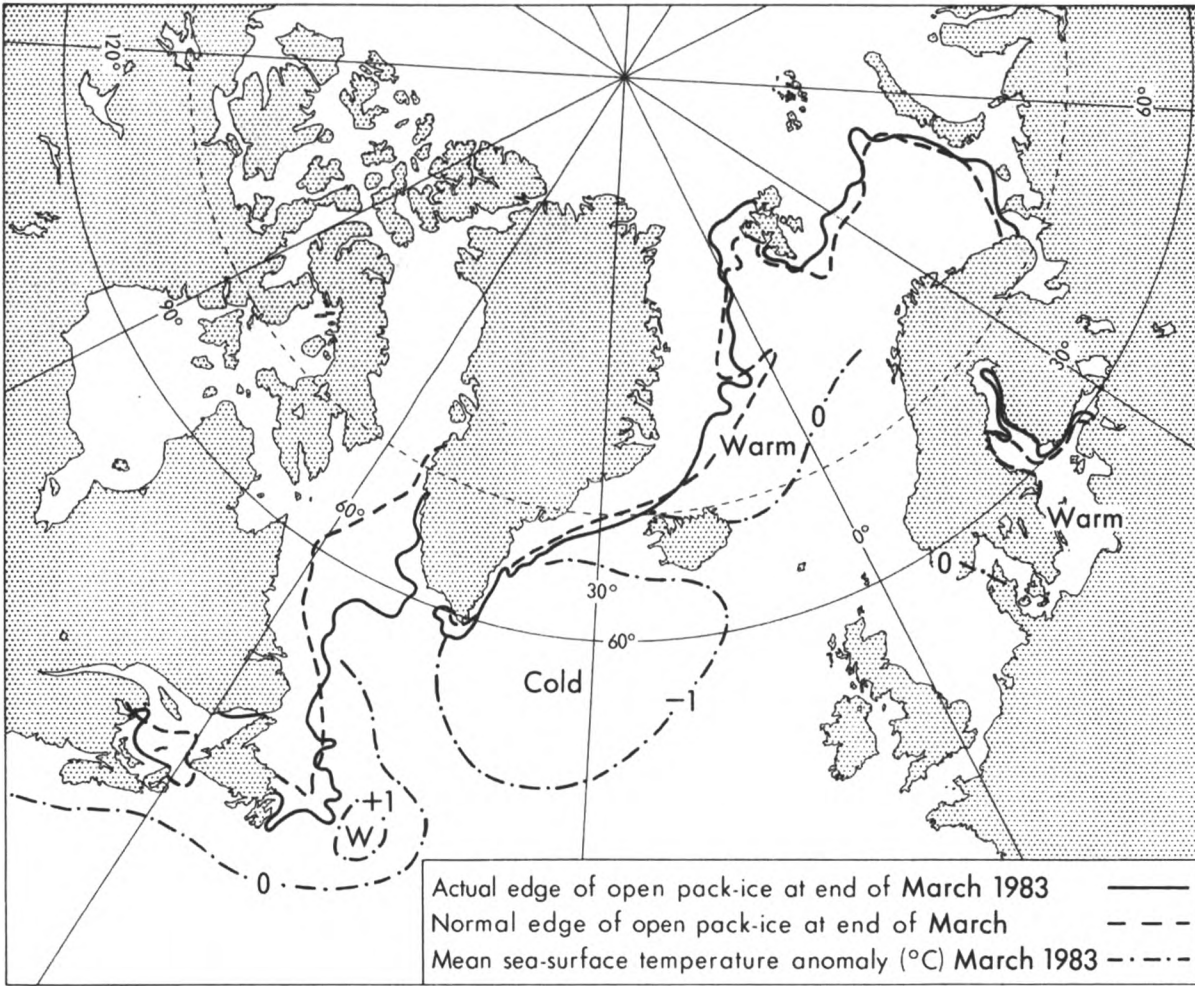 120°
60°
90°
30°
0
Warm
60°
0°
Warm
0
30°
60°
Cold
−1
+1
W
0
Actual edge of open pack-ice at end of March 1983
Normal edge of open pack-ice at end of March
Mean sea-surface temperature anomaly (°C) March 1983